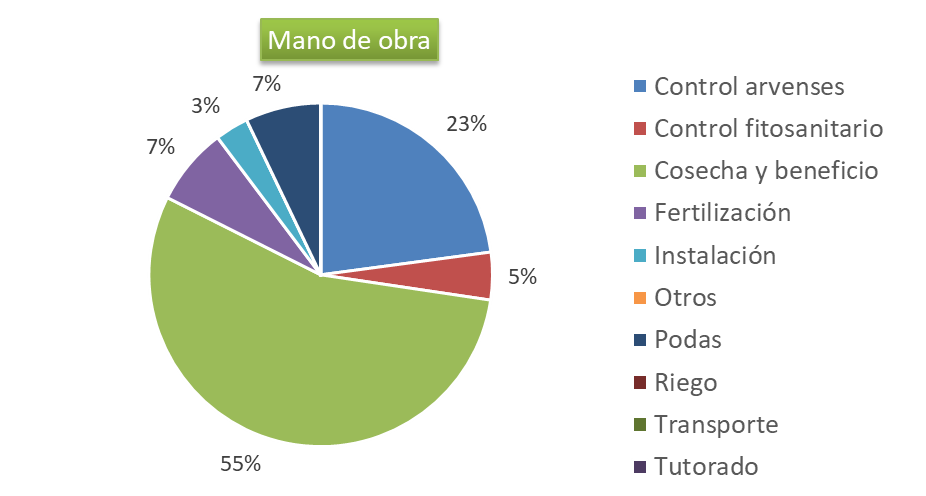 Mano de obra
7%
3%
7%
23%
5%
55%
Control arvenses
Control fitosanitario
Cosecha y beneficio
Fertilización
Instalación
Otros
Podas
Riego
Transporte
Tutorado